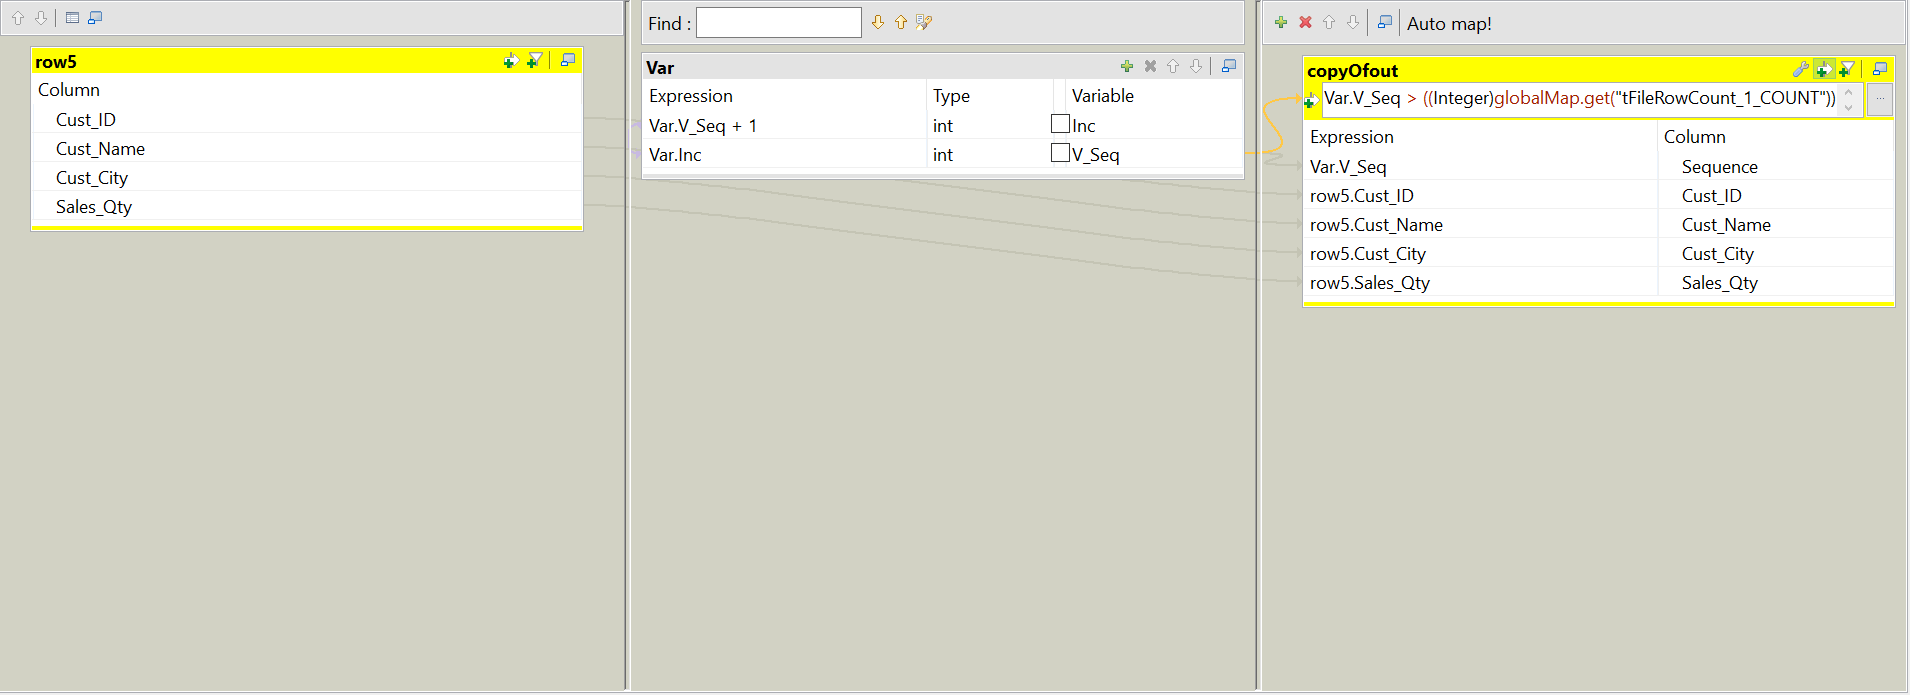 row5
Column
Cust_ID
Cust_Name
Cust_City
Sales_Qty
Find :
Var
Expression Type Variable
Var.V_Seq + 1 int Inc
Var.Inc int V_Seq
Auto map!
copyOfout
Var.V_Seq > ((Integer)globalMap.get("tFileRowCount_1_COUNT")) ...
Expression Column
Var.V_Seq Sequence
row5.Cust_ID Cust_ID
row5.Cust_Name Cust_Name
row5.Cust_City Cust_City
row5.Sales_Qty Sales_Qty